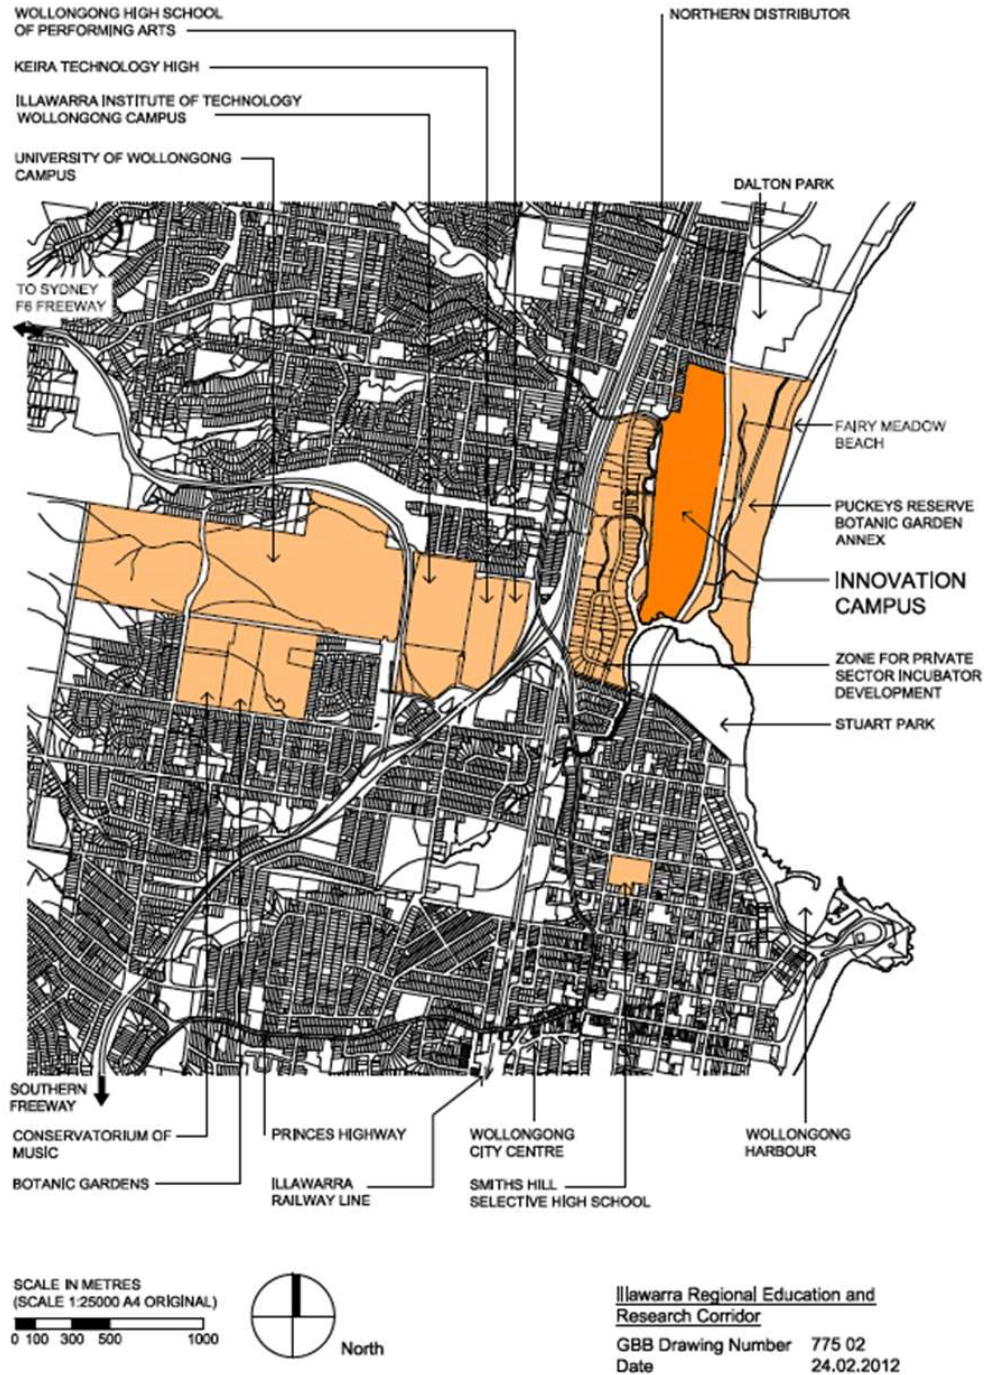 WOLLONGONG HIGH SCHOOL
OF PERFORMING ARTS
NORTHERN DISTRIBUTOR
KEIRA TECHNOLOGY HIGH
ILLAWARRA INSTITUTE OF TECHNOLOGY
WOLLONGONG CAMPUS
UNIVERSITY OF WOLLONGONG
CAMPUS
DALTON PARK
TO SYDNEY
F6 FREEWAY
FAIRY MEADOW
BEACH
PUCKEYS RESERVE
BOTANIC GARDEN
ANNEX
INNOVATION
CAMPUS
ZONE FOR PRIVATE
SECTOR INCUBATOR
DEVELOPMENT
STUART PARK
SOUTHERN
FREEWAY
CONSERVATORIUM OF
MUSIC
PRINCES HIGHWAY
WOLLONGONG
CITY CENTRE
WOLLONGONG
HARBOUR
BOTANIC GARDENS
ILLAWARRA
RAILWAY LINE
SMITHS HILL
SELECTIVE HIGH SCHOOL
SCALE IN METRES
(SCALE 1:25000 A4 ORIGINAL)
0 100 300 500 1000
North
Illawarra Regional Education and
Research Corridor
GBB Drawing Number 775 02
Date 24.02.2012